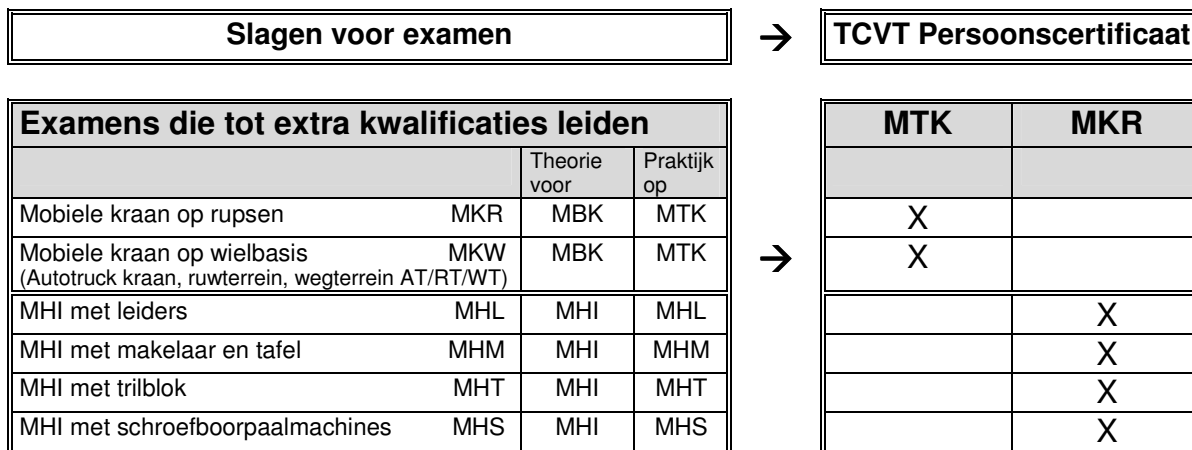 Slagen voor examen → TCVT Persoonscertificaat
Examens die tot extra kwalificaties leiden MTK MKR
Theorie voor Praktijk op
Mobiele kraan op rupsen MKR MBK MTK X
Mobiele kraan op wielbasis MKW MBK MTK → X
(Autotruck kraan, ruwterrein, wegterrein AT/RT/WT)
MHI met leiders MHL MHI MHL X
MHI met makelaar en tafel MHM MHI MHM X
MHI met trilblok MHT MHI MHT X
MHI met schroefboorpaalmachines MHS MHI MHS X